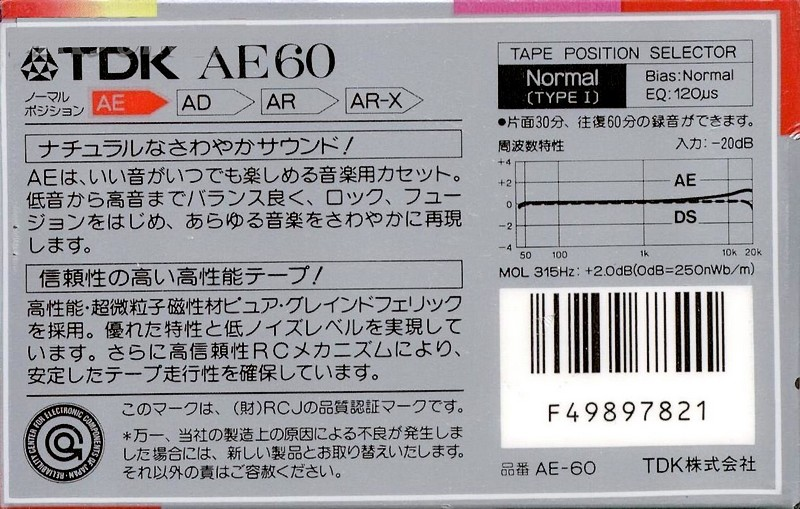 TDK AE60
ノーマル
ポジション
AE AD AR AR-X
ナチュラルなさわやかサウンド!
AEは、いい音がいつでも楽しめる音楽用カセット。
低音から高音までバランス良く、ロック、フュー
ジョンをはじめ、あらゆる音楽をさわやかに再現
します。
信頼性の高い高性能テープ!
高性能・超微粒子磁性材ピュア・グレインドフェリック
を採用。優れた特性と低ノイズレベルを実現して
います。さらに高信頼性RCメカニズムにより、
安定したテープ走行性を確保しています。
RELIABILITY CENTER FOR ELECTRONIC COMPONENTS OF JAPAN
このマークは、(財)RCJの品質認証マークです。
*万一、当社の製造上の原因による不良が発生しま
した場合には、新しい製品とお取り替えいたします。
それ以外の責はご容赦ください。
TAPE POSITION SELECTOR
Normal
(TYPE I)
Bias:Normal
EQ:120μs
●片面30分、往復60分の録音ができます。
周波数特性 入力:-20dB
+4
+2
0
-2
-4
AE
DS
50 100 1k 10k 20k
MOL 315Hz: +2.0dB(0dB=250nWb/m)
F49897821
品番 AE-60 TDK株式会社